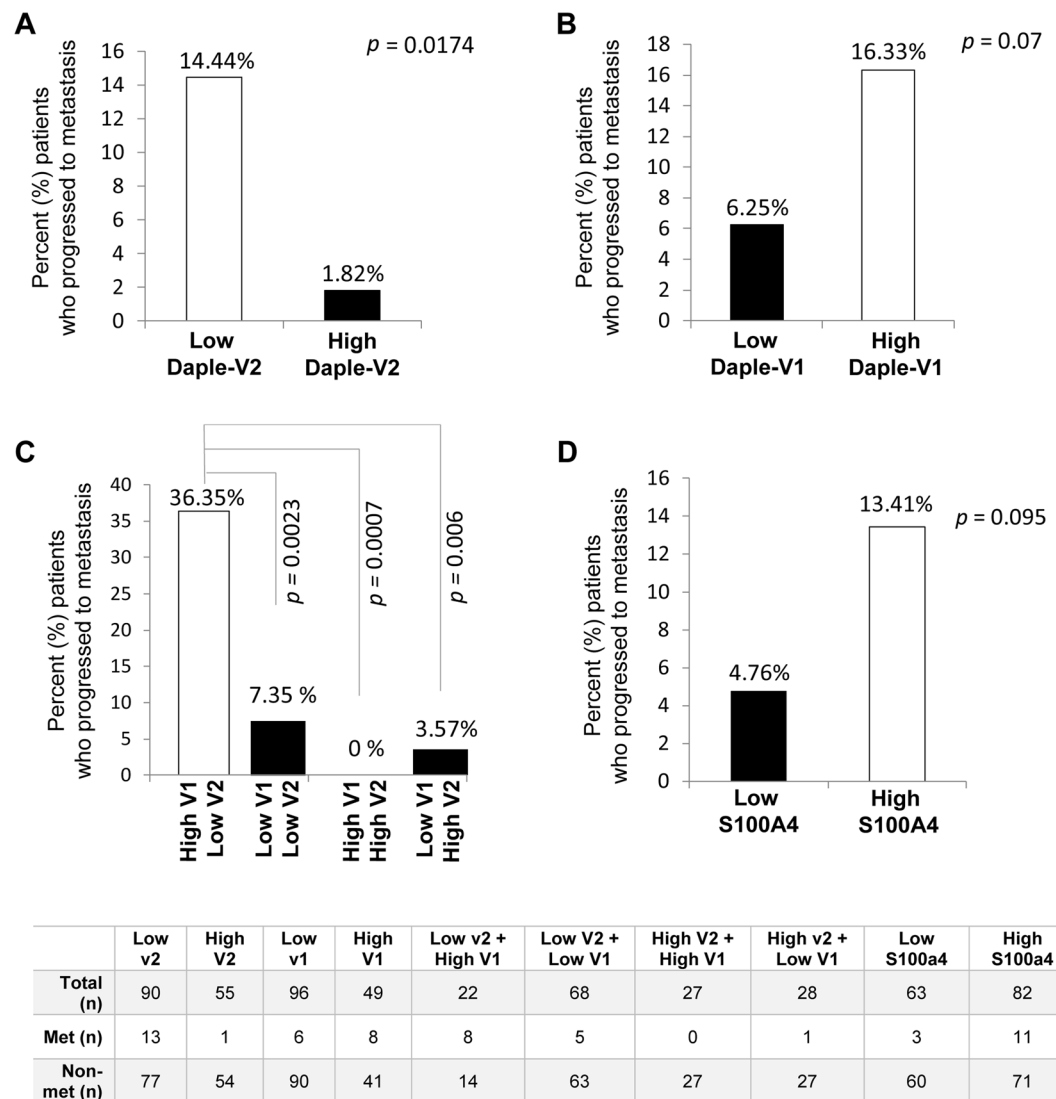 A
p = 0.0174
Percent (%) patients
who progressed to metastasis
16
14
12
10
8
6
4
2
0
14.44%
1.82%
Low
Daple-V2
High
Daple-V2
B
p = 0.07
Percent (%) patients
who progressed to metastasis
18
16
14
12
10
8
6
4
2
0
6.25%
16.33%
Low
Daple-V1
High
Daple-V1
C
Percent (%) patients
who progressed to metastasis
40
35
30
25
20
15
10
5
0
36.35%
7.35 %
0 %
3.57%
p = 0.0023
p = 0.0007
p = 0.006
High V1
Low V2
Low V1
Low V2
High V1
High V2
Low V1
High V2
D
p = 0.095
Percent (%) patients
who progressed to metastasis
16
14
12
10
8
6
4
2
0
4.76%
13.41%
Low
S100A4
High
S100A4
Low v2 High V2 Low v1 High V1 Low v2 + High V1 Low V2 + Low V1 High V2 + High V1 High v2 + Low V1 Low S100a4 High S100a4
Total (n) 90 55 96 49 22 68 27 28 63 82
Met (n) 13 1 6 8 8 5 0 1 3 11
Non-met (n) 77 54 90 41 14 63 27 27 60 71